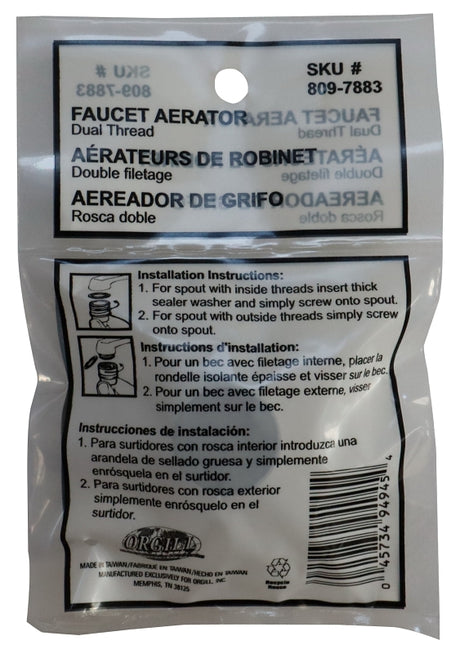 SKU #
809-7883
FAUCET AERATOR
Dual Thread
AÉRATEURS DE ROBINET
Double filetage
AEREADOR DE GRIFO
Rosca doble
Installation Instructions:
1. For spout with inside threads insert thick
sealer washer and simply screw onto spout.
2. For spout with outside threads simply screw
onto spout.
Instructions d'installation:
1. Pour un bec avec filetage interne, placer la
rondelle isolante épaisse et visser sur le bec.
2. Pour un bec avec filetage externe, visser
simplement sur le bec.
Instrucciones de instalación:
1. Para surtidores con rosca interior introduzca una
arandela de sellado gruesa y simplemente
enrósquela en el surtidor.
2. Para surtidores con rosca exterior
simplemente enrósquelo en el
surtidor.
ORGILL
MADE IN TAIWAN/FABRIQUÉ EN TAIWAN/HECHO EN TAIWAN
MANUFACTURED EXCLUSIVELY FOR ORGILL, INC.
MEMPHIS, TN 38125
Recycle
Reuse
0 45734 94945 4